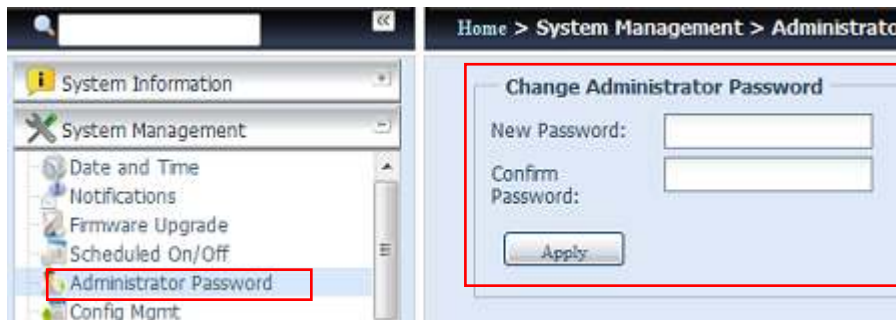 Home > System Management > Administrato
System Information
System Management
Date and Time
Notifications
Firmware Upgrade
Scheduled On/Off
Administrator Password
Config Mgmt
Change Administrator Password
New Password:
Confirm
Password:
Apply